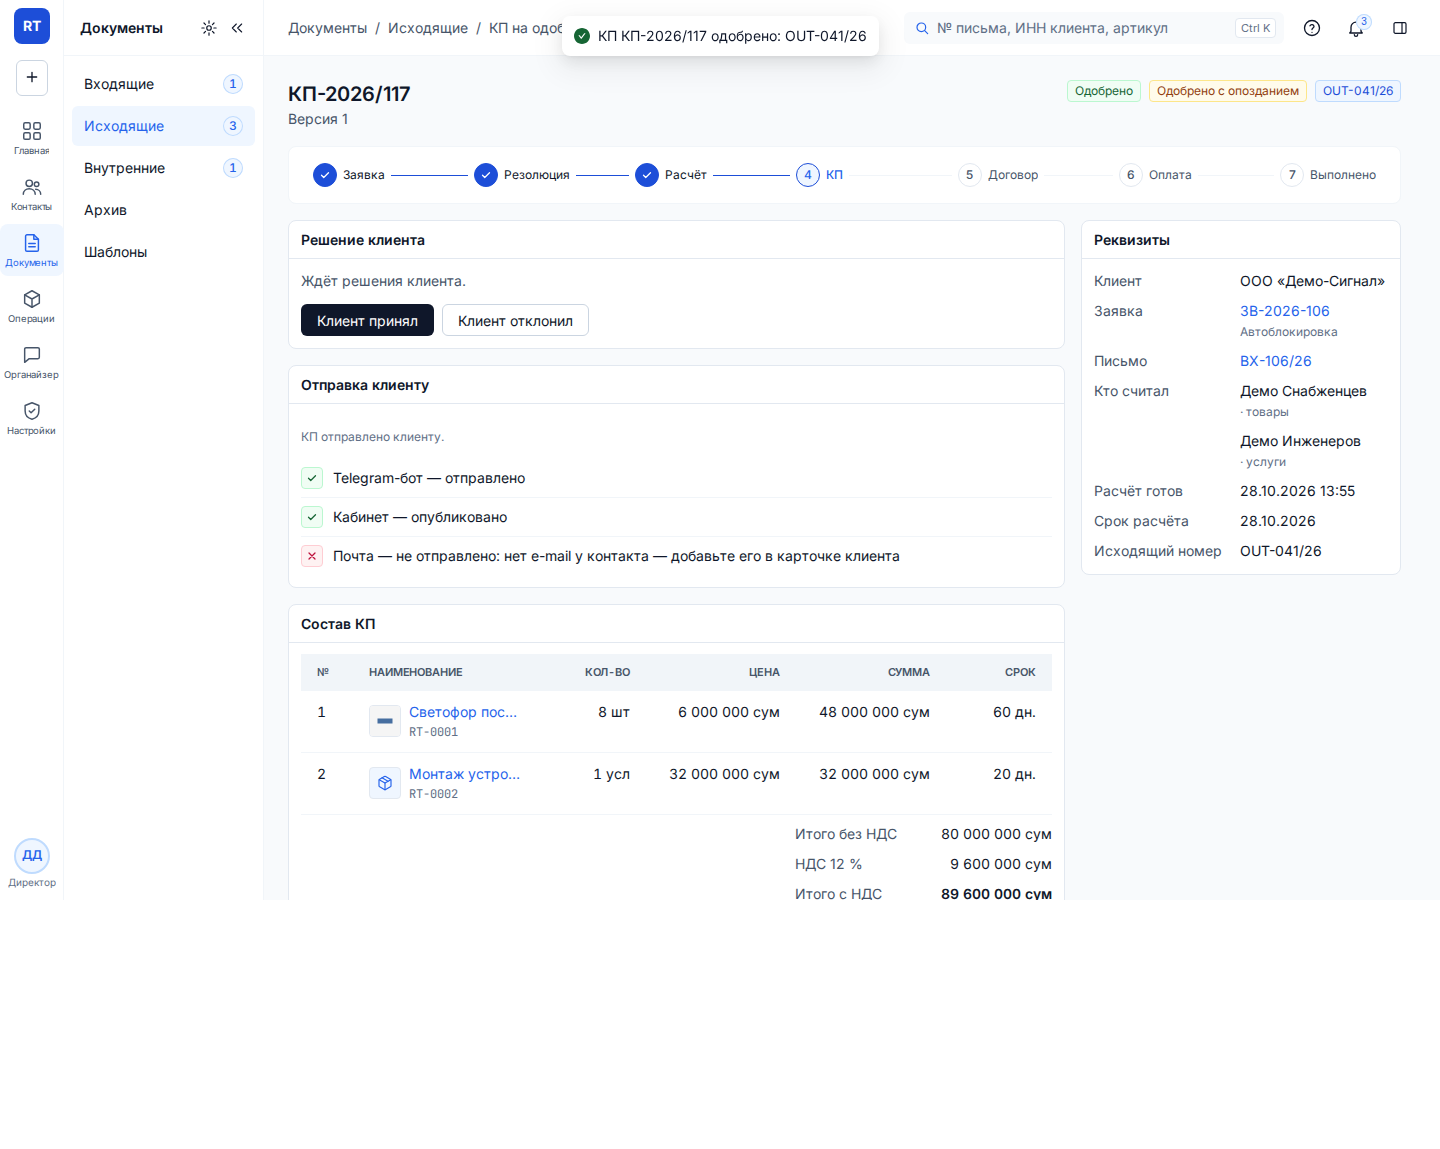 RT
Главная
Контакты
Документы
Операции
Органайзер
Настройки
ДД
Директор
Документы
Входящие 1
Исходящие 3
Внутренние 1
Архив
Шаблоны
Документы / Исходящие / КП на
КП КП-2026/117 одобрено: OUT-041/26
№ письма, ИНН клиента, артикул Ctrl K
3
КП-2026/117
Версия 1
Одобрено Одобрено с опозданием OUT-041/26
Заявка Резолюция Расчёт 4 КП 5 Договор 6 Оплата 7 Выполнено
Решение клиента
Ждёт решения клиента.
Клиент принял Клиент отклонил
Отправка клиенту
КП отправлено клиенту.
Telegram-бот — отправлено
Кабинет — опубликовано
Почта — не отправлено: нет e-mail у контакта — добавьте его в карточке клиента
Состав КП
№ НАИМЕНОВАНИЕ КОЛ-ВО ЦЕНА СУММА СРОК
1 Светофор пос... 8 шт 6 000 000 сум 48 000 000 сум 60 дн.
RT-0001
2 Монтаж устро... 1 усл 32 000 000 сум 32 000 000 сум 20 дн.
RT-0002
Итого без НДС 80 000 000 сум
НДС 12 % 9 600 000 сум
Итого с НДС 89 600 000 сум
Реквизиты
Клиент ООО «Демо-Сигнал»
Заявка ЗВ-2026-106
Автоблокировка
Письмо ВХ-106/26
Кто считал Демо Снабженцев
· товары
Демо Инженеров
· услуги
Расчёт готов 28.10.2026 13:55
Срок расчёта 28.10.2026
Исходящий номер OUT-041/26